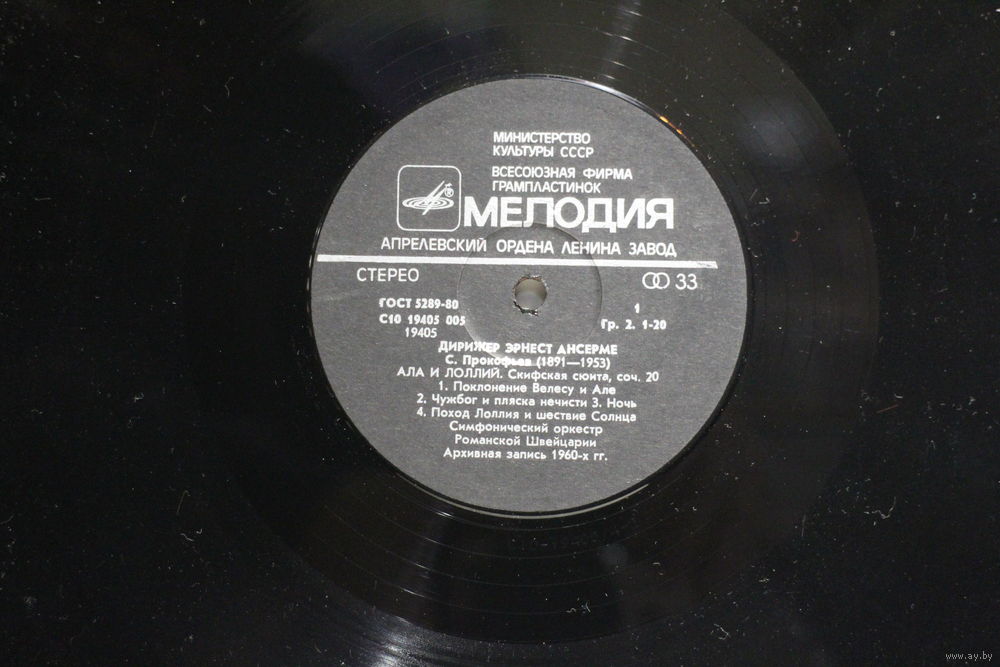 МИНИСТЕРСТВО
КУЛЬТУРЫ СССР
ВСЕСОЮЗНАЯ ФИРМА
ГРАМПЛАСТИНОК
МЕЛОДИЯ
АПРЕЛЕВСКИЙ ОРДЕНА ЛЕНИНА ЗАВОД
СТЕРЕО 33
ГОСТ 5289-80 1
С10 19405 005 Гр. 2. 1-20
19405
ДИРИЖЕР ЭРНЕСТ АНСЕРМЕ
С. Прокофьев (1891—1953)
АЛА И ЛОЛЛИЙ. Скифская сюита, соч. 20
1. Поклонение Велесу и Але
2. Чужбог и пляска нечисти 3. Ночь
4. Поход Лоллия и шествие Солнца
Симфонический оркестр
Романской Швейцарии
Архивная запись 1960-х гг.
www.ay.by